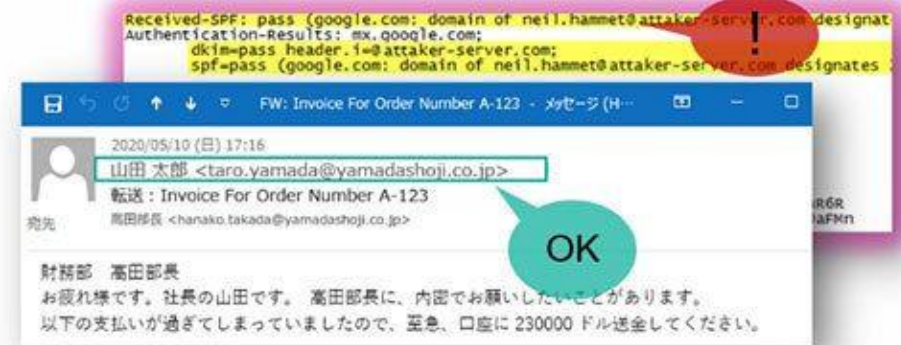 Received-SPF: pass (google.com: domain of neil.hammet@attaker-server.com designat
Authentication-Results: mx.google.com;
dkim=pass header.i=@attaker-server.com;
spf=pass (google.com: domain of neil.hammet@attaker-server.com designates
!
FW: Invoice For Order Number A-123 - メッセージ (H…
2020/05/10 (日) 17:16
山田 太郎 <taro.yamada@yamadashoji.co.jp>
転送 : Invoice For Order Number A-123
宛先 高田部長 <hanako.takada@yamadashoji.co.jp>
R6R
aFMn
OK
財務部 高田部長
お疲れ様です。社長の山田です。 高田部長に、内密でお願いしたいことがあります。
以下の支払いが過ぎてしまっていましたので、至急、口座に 230000 ドル送金してください。